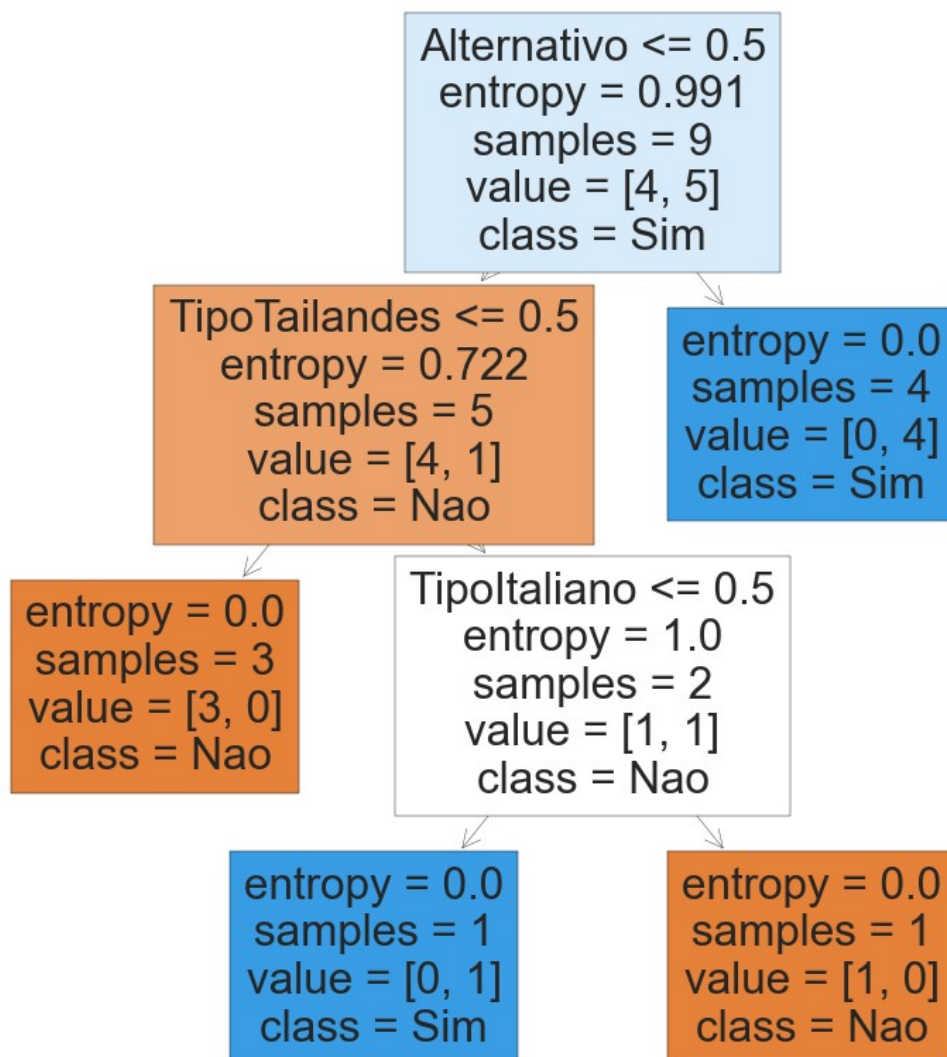 Alternativo <= 0.5
entropy = 0.991
samples = 9
value = [4, 5]
class = Sim
TipoTailandes <= 0.5
entropy = 0.722
samples = 5
value = [4, 1]
class = Nao
entropy = 0.0
samples = 4
value = [0, 4]
class = Sim
entropy = 0.0
samples = 3
value = [3, 0]
class = Nao
TipoItaliano <= 0.5
entropy = 1.0
samples = 2
value = [1, 1]
class = Nao
entropy = 0.0
samples = 1
value = [0, 1]
class = Sim
entropy = 0.0
samples = 1
value = [1, 0]
class = Nao